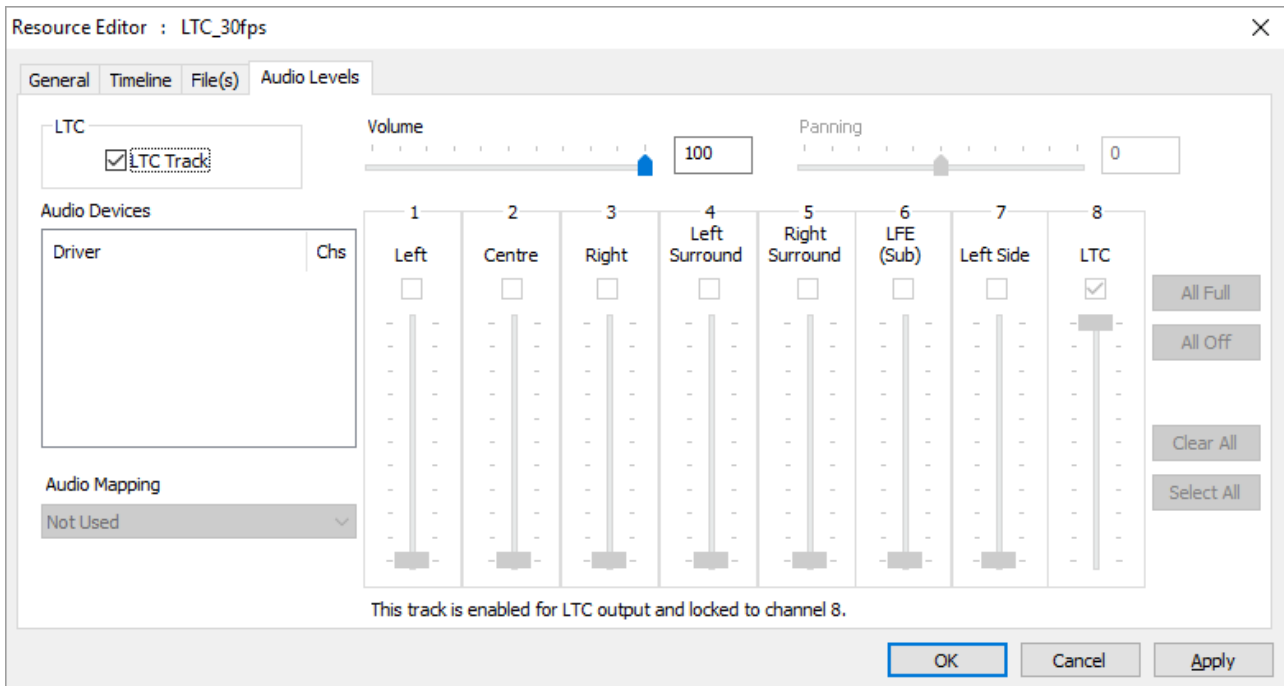 Resource Editor : LTC_30fps
General Timeline File(s) Audio Levels
LTC
LTC Track
Volume
100
Panning
0
Audio Devices
Driver Chs
1 2 3 4 5 6 7 8
Left Centre Right Left Surround Right Surround LFE (Sub) Left Side LTC
All Full
All Off
Clear All
Select All
Audio Mapping
Not Used
This track is enabled for LTC output and locked to channel 8.
OK Cancel Apply